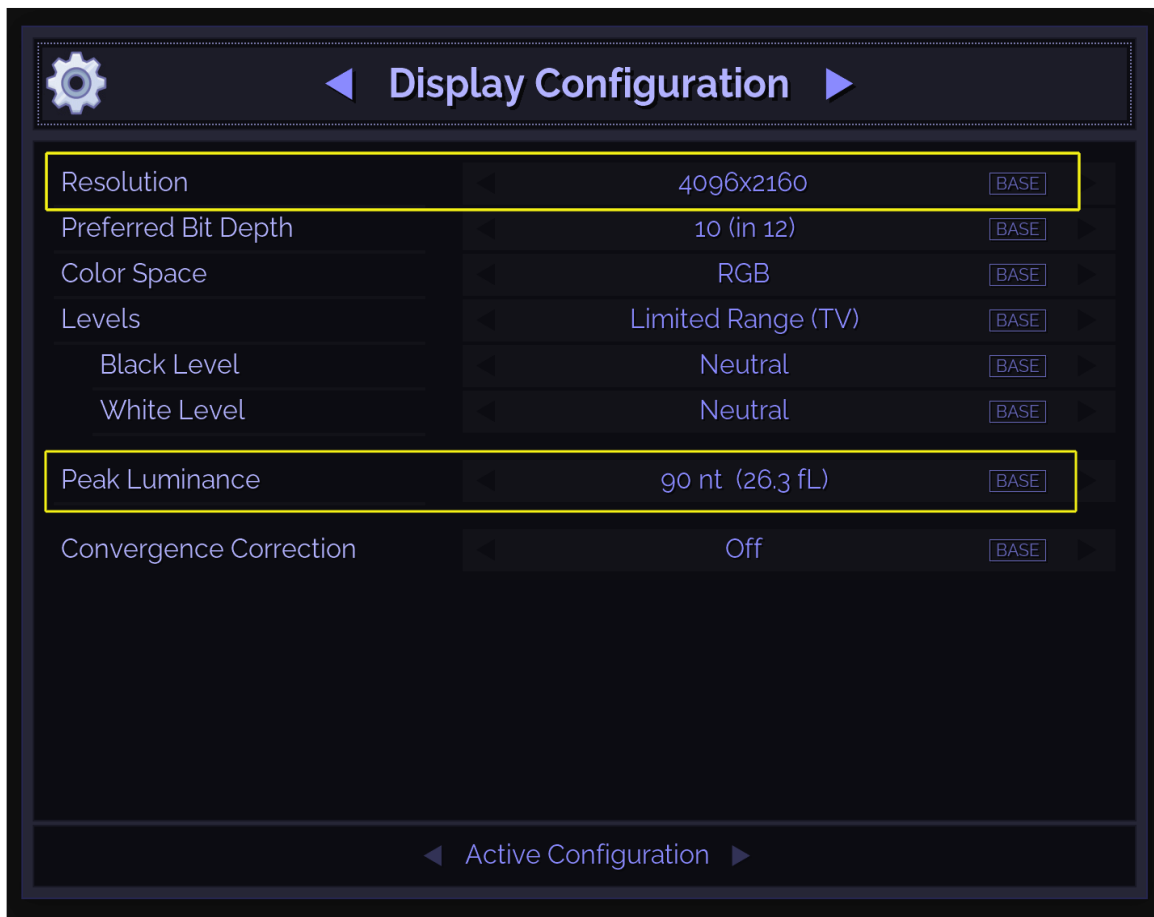 Display Configuration
Resolution 4096x2160 BASE
Preferred Bit Depth 10 (in 12) BASE
Color Space RGB BASE
Levels Limited Range (TV) BASE
Black Level Neutral BASE
White Level Neutral BASE
Peak Luminance 90 nt (26.3 fL) BASE
Convergence Correction Off BASE
Active Configuration